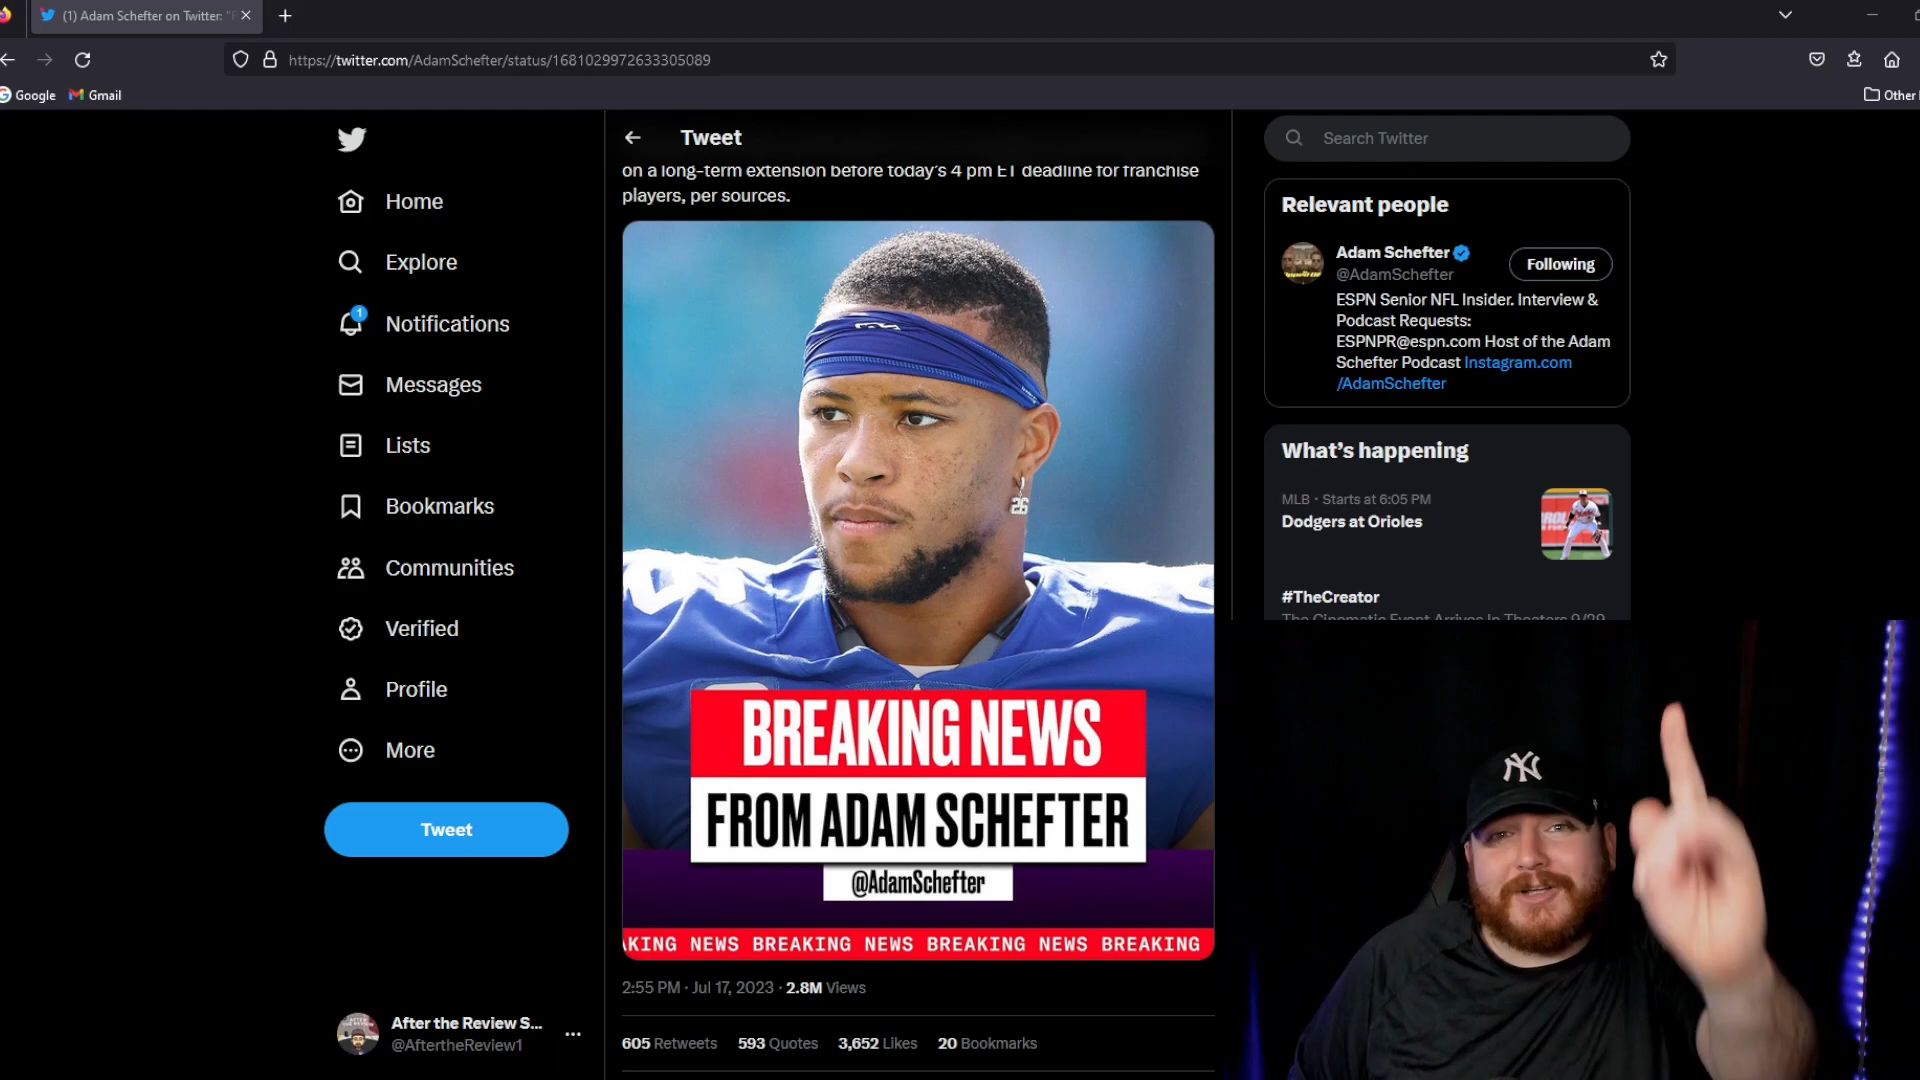 (1) Adam Schefter on Twitter: "
https://twitter.com/AdamSchefter/status/1681029972633305089
Google
Gmail
Other
Home
Explore
1
Notifications
Messages
Lists
Bookmarks
Communities
Verified
Profile
More
Tweet
After the Review S...
@AftertheReview1
Tweet
on a long-term extension before today's 4 pm ET deadline for franchise
players, per sources.
26
BREAKING NEWS
FROM ADAM SCHEFTER
@AdamSchefter
AKING NEWS BREAKING NEWS BREAKING NEWS BREAKING
2:55 PM · Jul 17, 2023 · 2.8M Views
605 Retweets 593 Quotes 3,652 Likes 20 Bookmarks
Search Twitter
Relevant people
Adam Schefter
@AdamSchefter
Following
ESPN Senior NFL Insider. Interview &
Podcast Requests:
ESPNPR@espn.com Host of the Adam
Schefter Podcast Instagram.com
/AdamSchefter
What's happening
MLB · Starts at 6:05 PM
Dodgers at Orioles
#TheCreator
The Cinematic Event Arrives In Theaters 9/29
NY